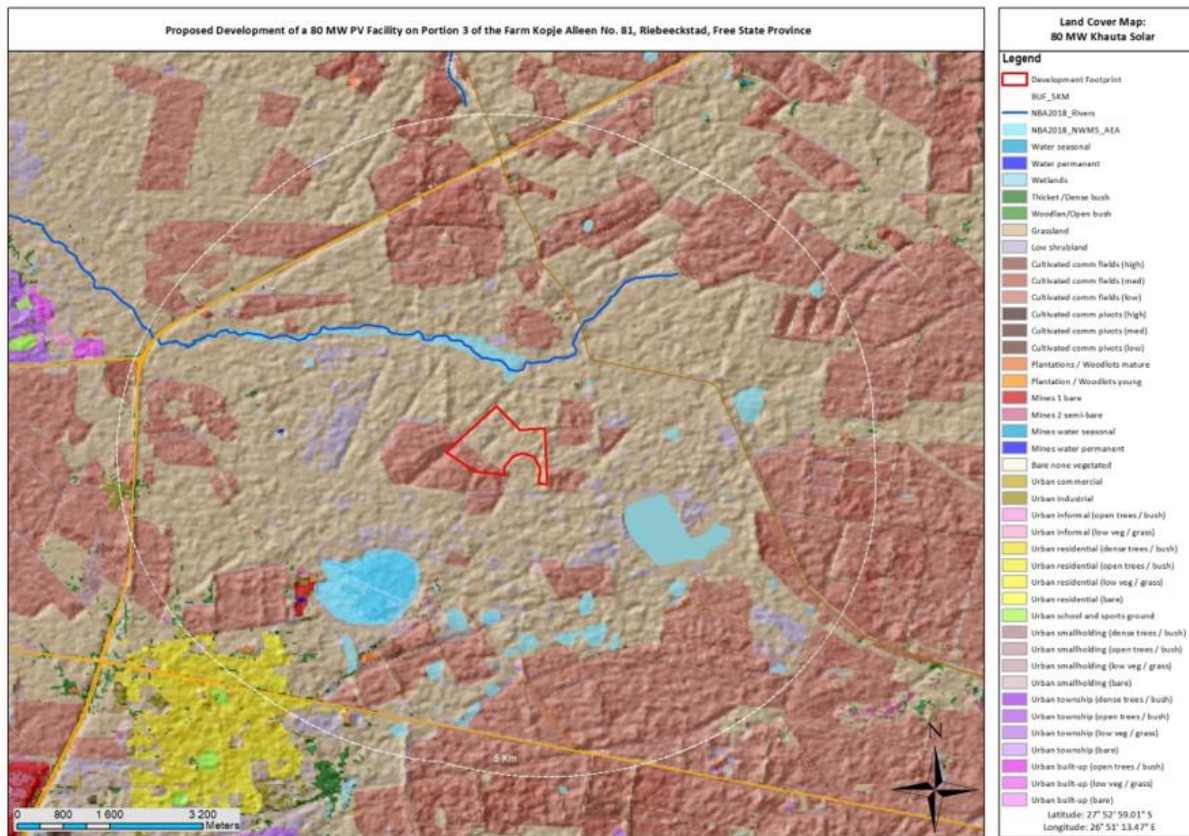 Proposed Development of a 80 MW PV Facility on Portion 3 of the Farm Kopje Alleen No. 81, Riebeeckstad, Free State Province
Land Cover Map:
80 MW Khauta Solar
Legend
Development Footprint
BUF_5KM
NBA2018_Rivers
NBA2018_NWM5_AEA
Water seasonal
Water permanent
Wetlands
Thicket /Dense bush
Woodlan/Open bush
Grassland
Low shrubland
Cultivated comm fields (high)
Cultivated comm fields (med)
Cultivated comm fields (low)
Cultivated comm pivots (high)
Cultivated comm pivots (med)
Cultivated comm pivots (low)
Plantations / Woodlots mature
Plantation / Woodlots young
Mines 1 bare
Mines 2 semi-bare
Mines water seasonal
Mines water permanent
Bare none vegetated
Urban commercial
Urban industrial
Urban informal (open trees / bush)
Urban informal (low veg / grass)
Urban residential (dense trees / bush)
Urban residential (open trees / bush)
Urban residential (low veg / grass)
Urban residential (bare)
Urban school and sports ground
Urban smallholding (dense trees / bush)
Urban smallholding (open trees / bush)
Urban smallholding (low veg / grass)
Urban smallholding (bare)
Urban township (dense trees / bush)
Urban township (open trees / bush)
Urban township (low veg / grass)
Urban township (bare)
Urban built-up (open trees / bush)
Urban built-up (low veg / grass)
Urban built-up (bare)
Latitude: 27° 52' 59.01" S
Longitude: 26° 51' 13.47" E
5 Km
N
0 800 1 600 3 200
Meters